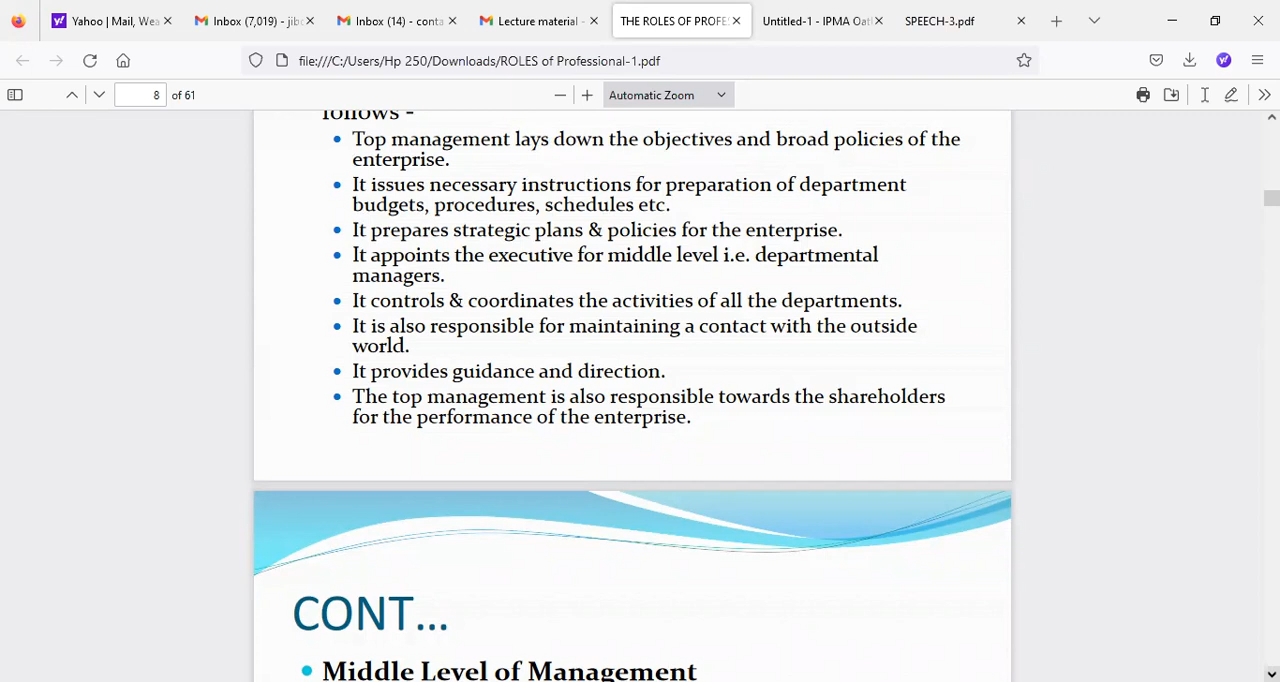 Yahoo | Mail, Wea
Inbox (7,019) - jib
Inbox (14) - conta
Lecture material -
THE ROLES OF PROFES
Untitled-1 - IPMA Oat
SPEECH-3.pdf
file:///C:/Users/Hp 250/Downloads/ROLES of Professional-1.pdf
8 of 61
Automatic Zoom
follows -
• Top management lays down the objectives and broad policies of the
enterprise.
• It issues necessary instructions for preparation of department
budgets, procedures, schedules etc.
• It prepares strategic plans & policies for the enterprise.
• It appoints the executive for middle level i.e. departmental
managers.
• It controls & coordinates the activities of all the departments.
• It is also responsible for maintaining a contact with the outside
world.
• It provides guidance and direction.
• The top management is also responsible towards the shareholders
for the performance of the enterprise.
CONT...
• Middle Level of Management